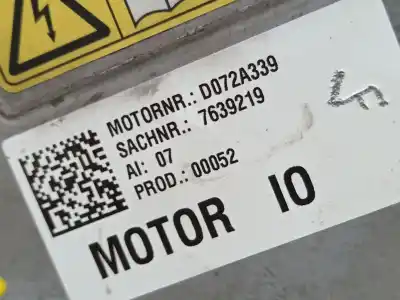 MOTORNR.: D072A339
SACHNR.: 7639219
AI: 07
PROD.: 00052
MOTOR IO